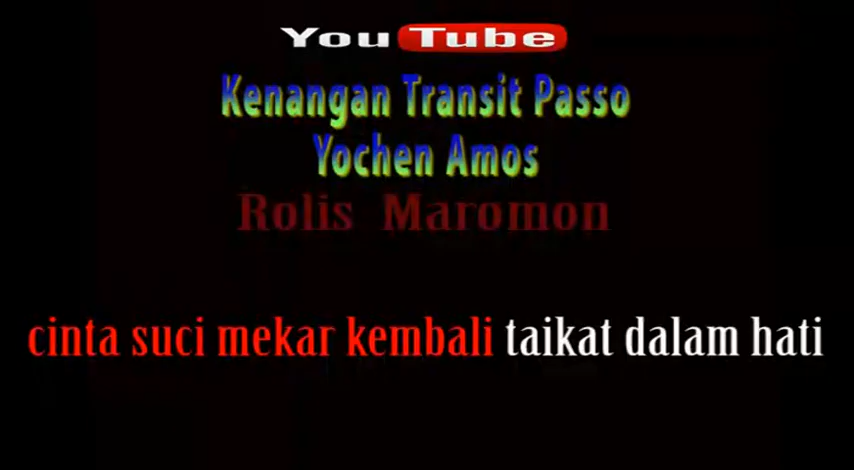 YouTube
Kenangan Transit Passo
Yochen Amos
Rolis Maromon
cinta suci mekar kembali taikat dalam hati